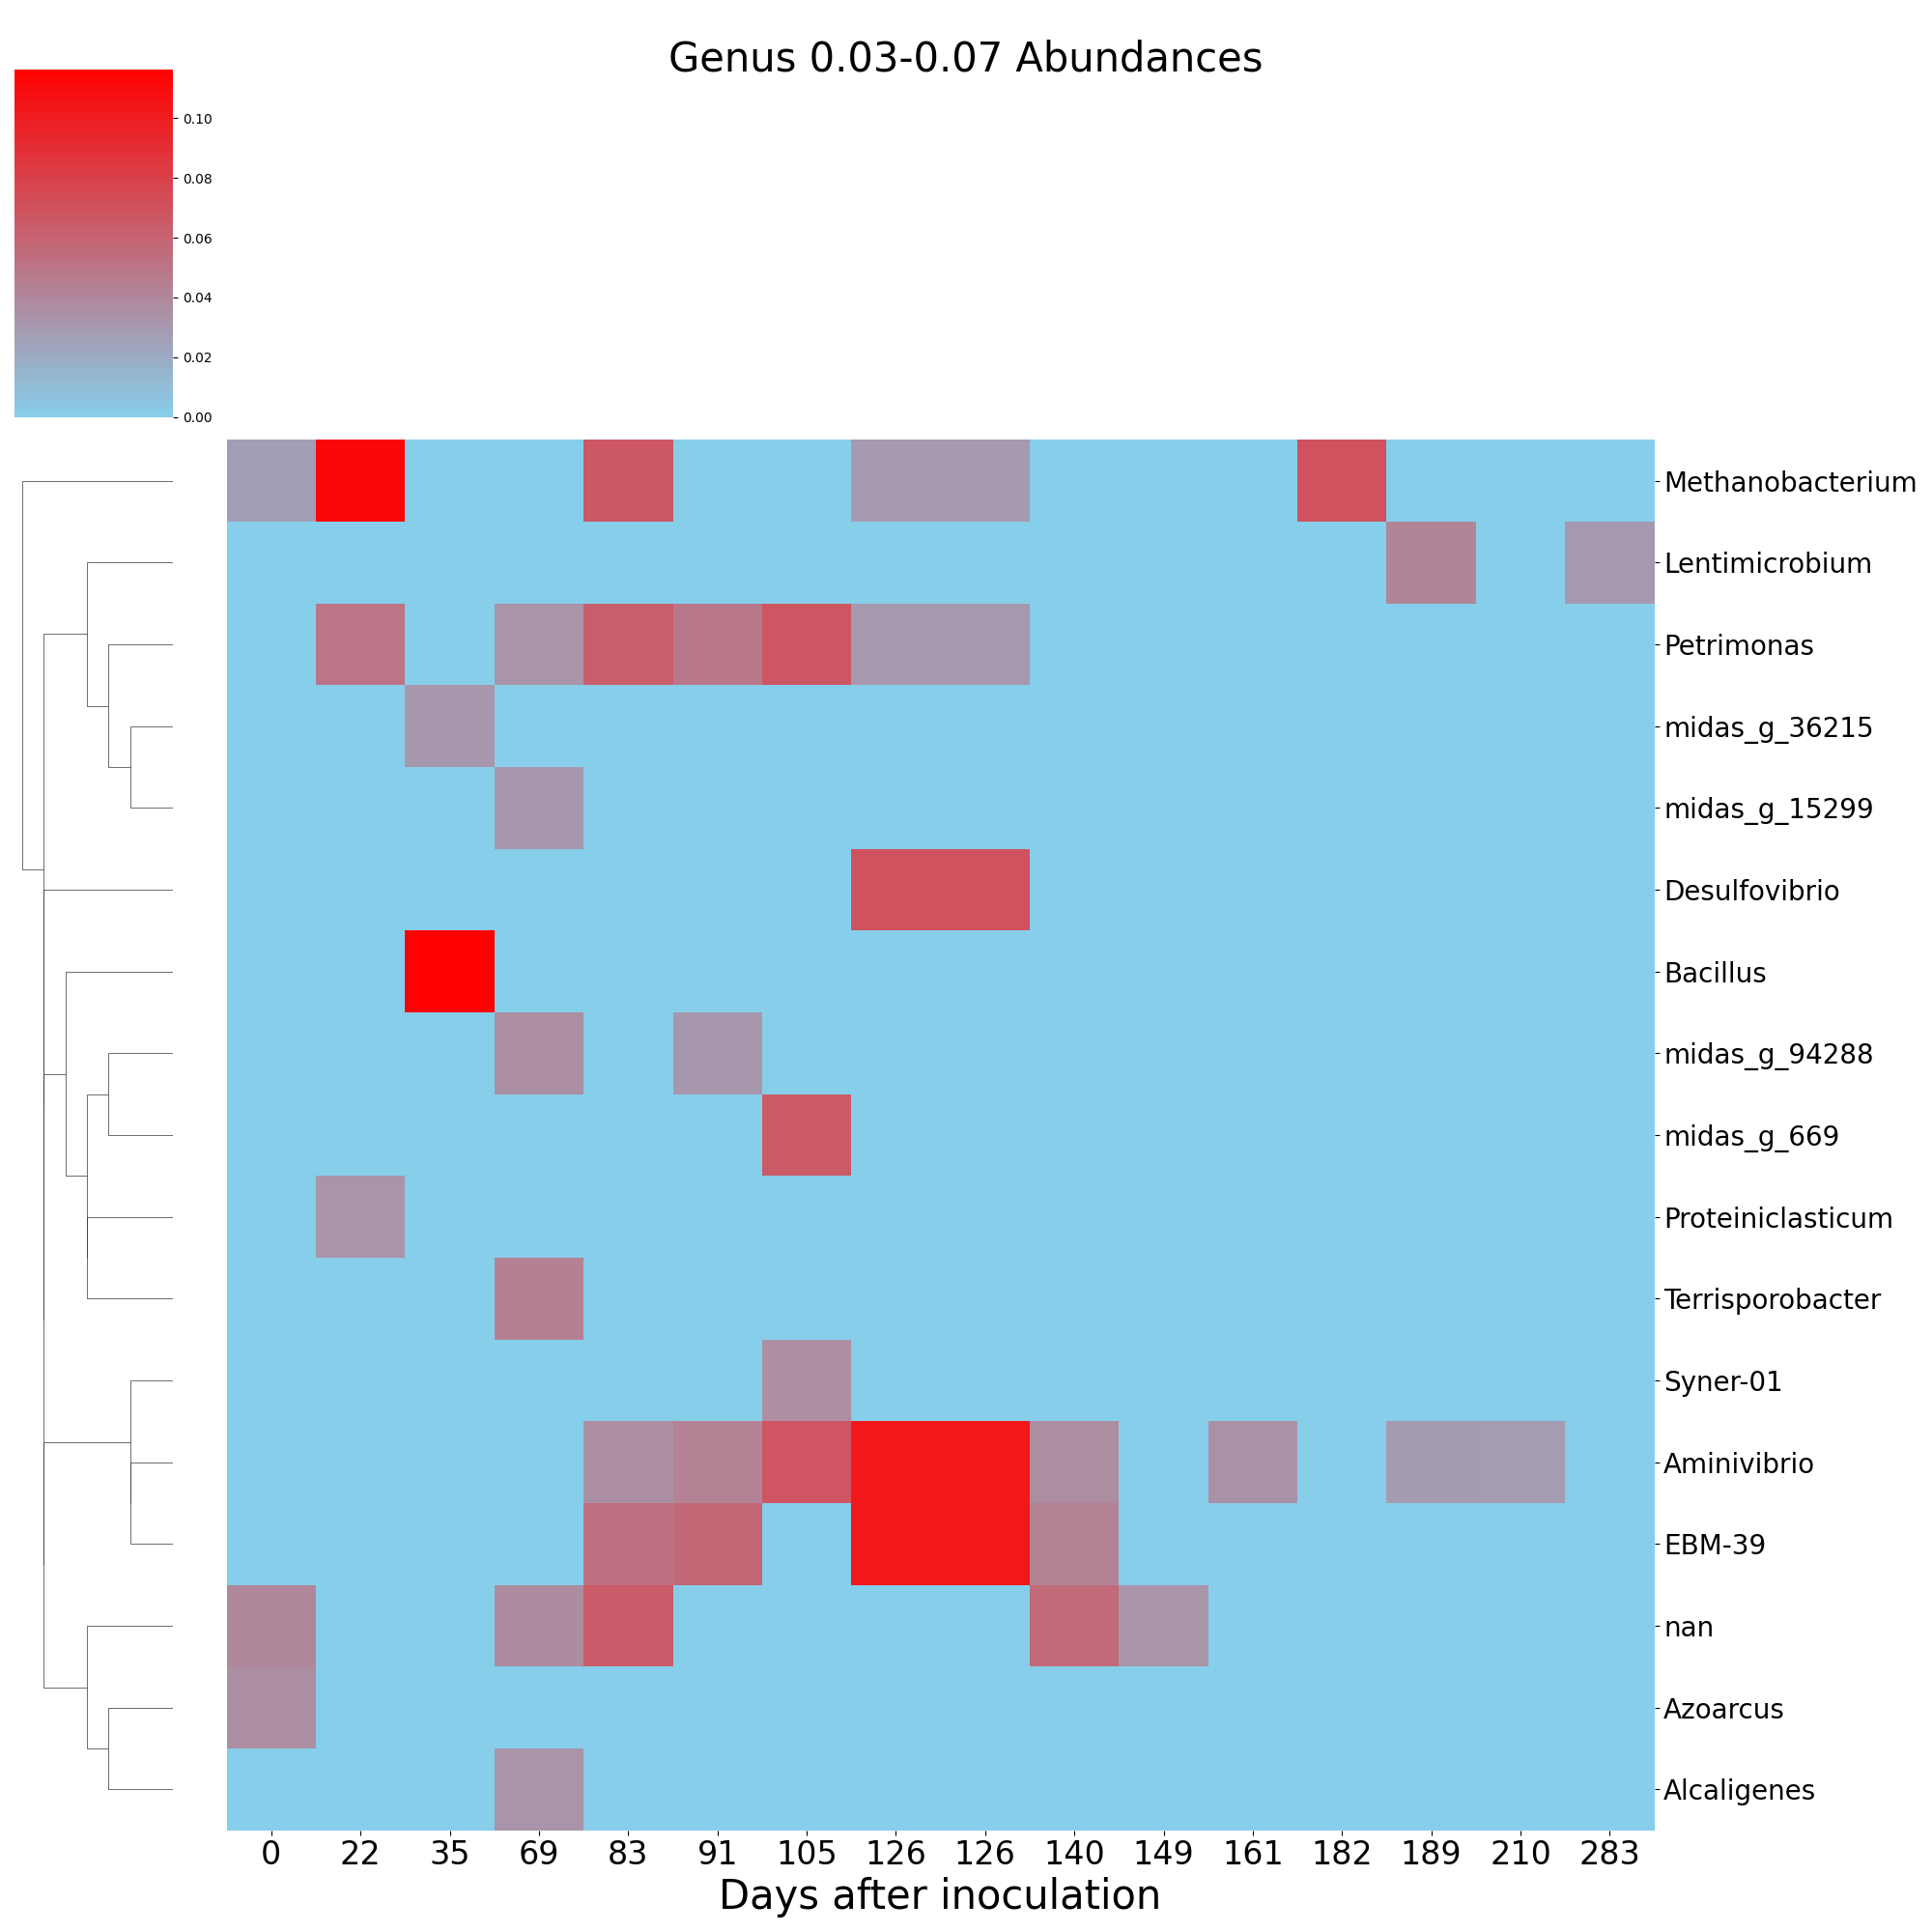 Genus 0.03-0.07 Abundances
0.10
0.08
0.06
0.04
0.02
0.00
Methanobacterium
Lentimicrobium
Petrimonas
midas_g_36215
midas_g_15299
Desulfovibrio
Bacillus
midas_g_94288
midas_g_669
Proteiniclasticum
Terrisporobacter
Syner-01
Aminivibrio
EBM-39
nan
Azoarcus
Alcaligenes
0 22 35 69 83 91 105 126 126 140 149 161 182 189 210 283
Days after inoculation